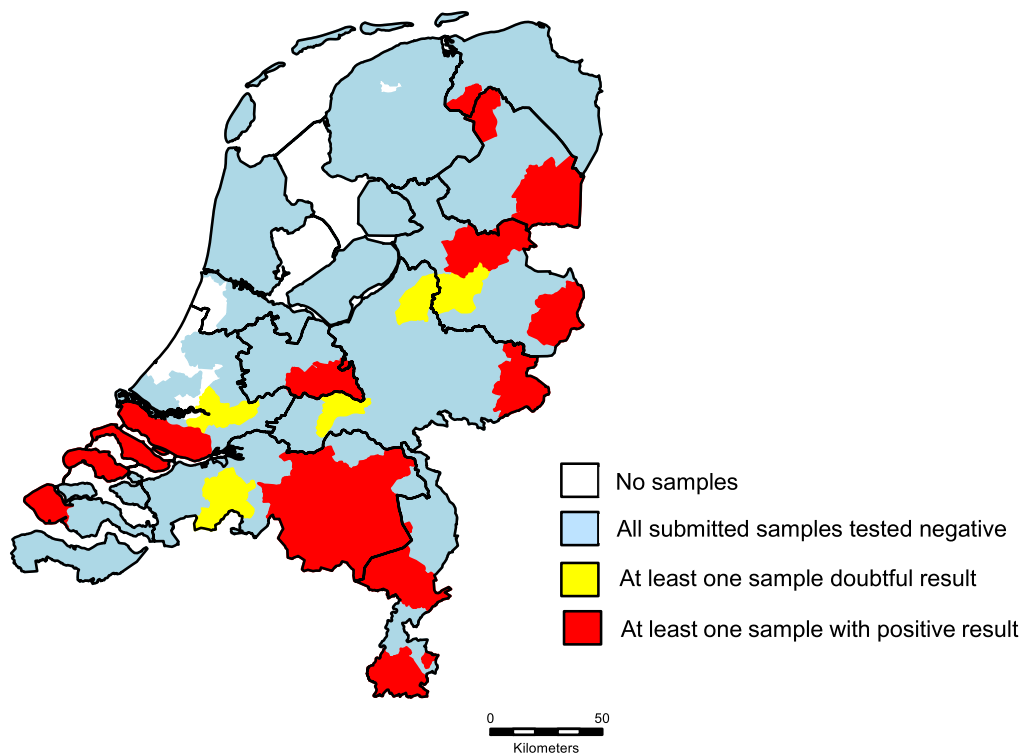 No samples
All submitted samples tested negative
At least one sample doubtful result
At least one sample with positive result
0 50
Kilometers